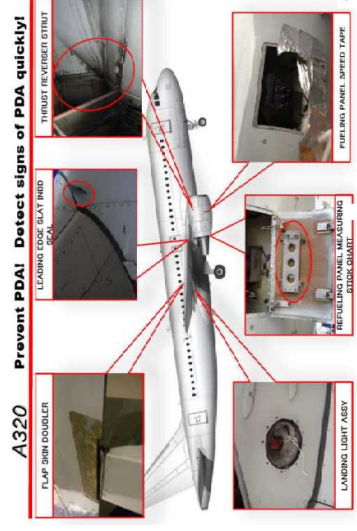 A320 Prevent PDA! Detect signs of PDA quickly!
FLAP SKIN DOUDLER
LEADING EDGE SLAT INBD
SEAL
THRUST REVERSER STRUT
LANDING LIGHT ASSY
REFUELING PANEL MEASURING
STICK CHART
FUELING PANEL SPEED TAPE